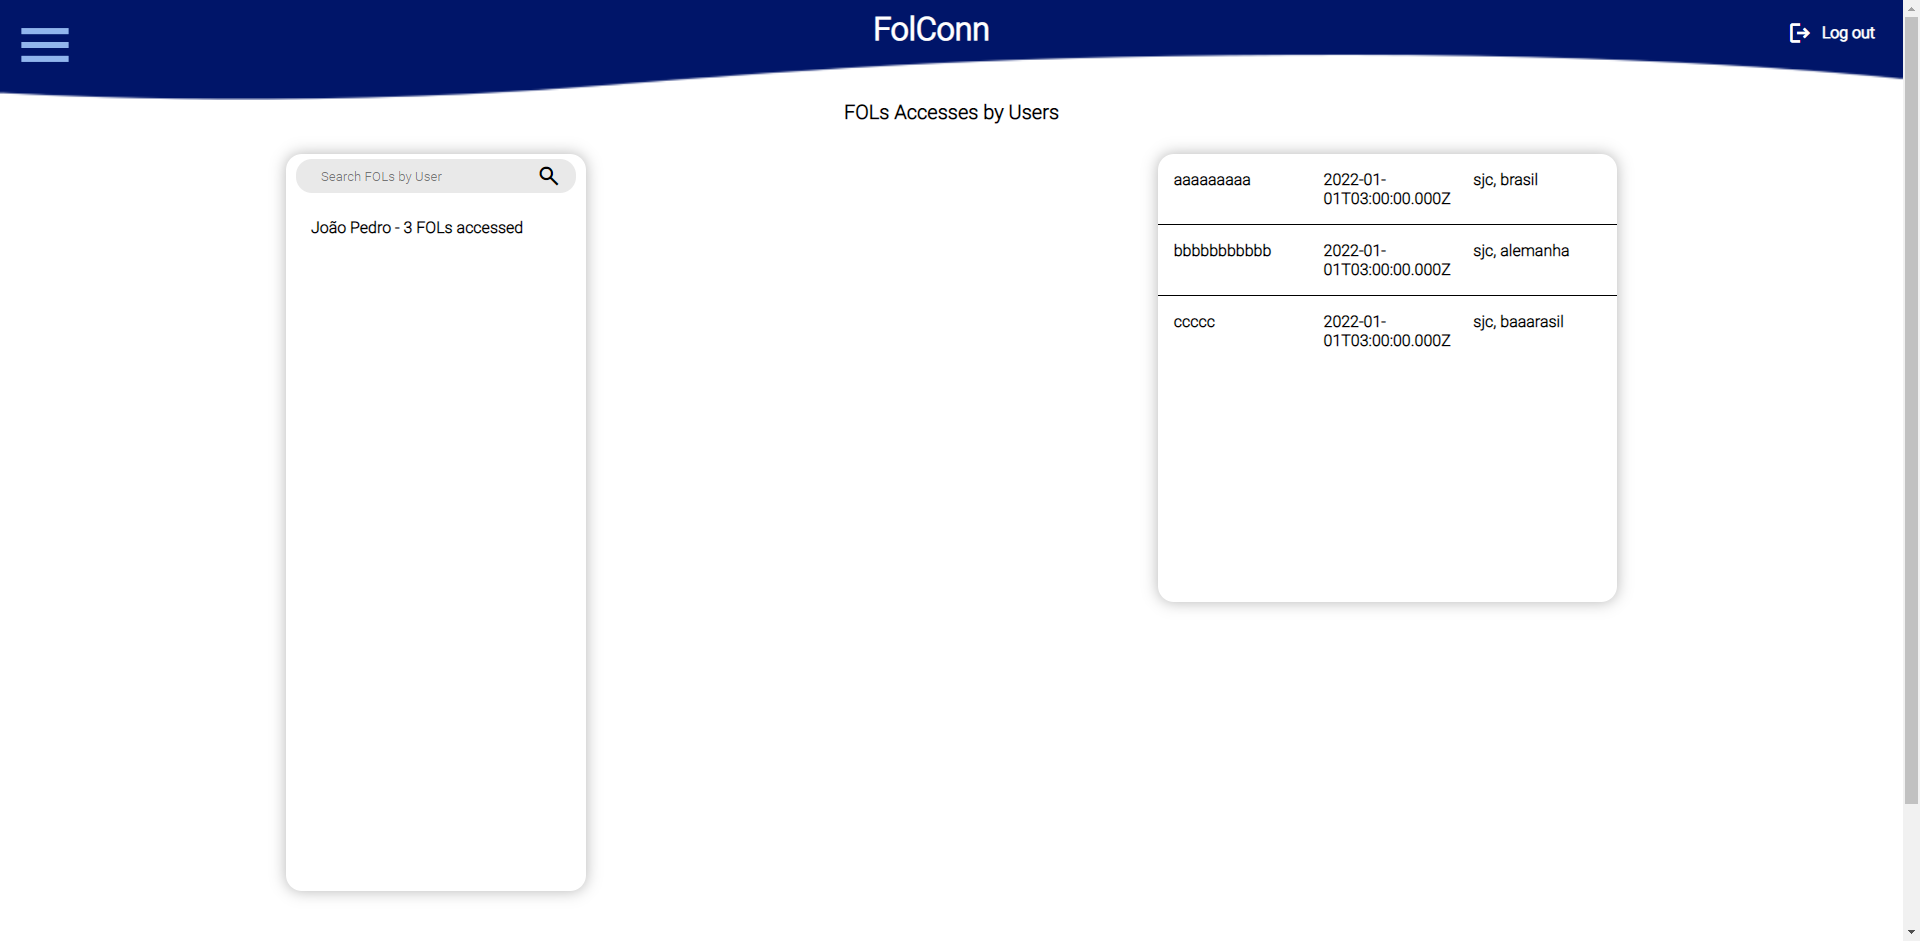 FolConn
Log out
FOLs Accesses by Users
Search FOLs by User
João Pedro - 3 FOLs accessed
aaaaaaaaa
2022-01-
01T03:00:00.000Z
sjc, brasil
bbbbbbbbbbb
2022-01-
01T03:00:00.000Z
sjc, alemanha
ccccc
2022-01-
01T03:00:00.000Z
sjc, baaarasil